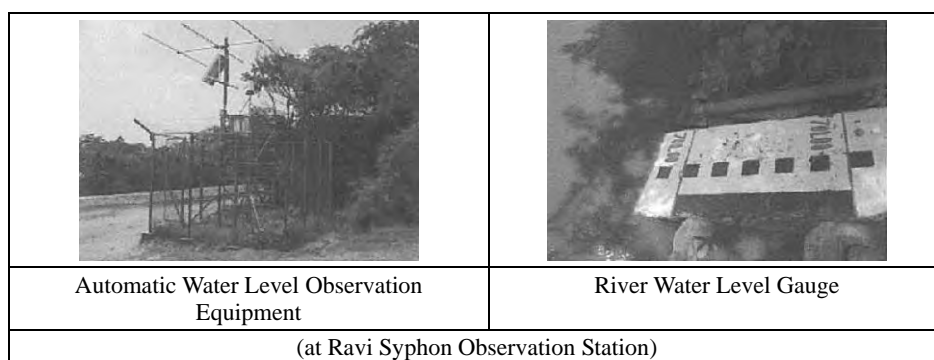 Automatic Water Level Observation
Equipment
River Water Level Gauge
(at Ravi Syphon Observation Station)